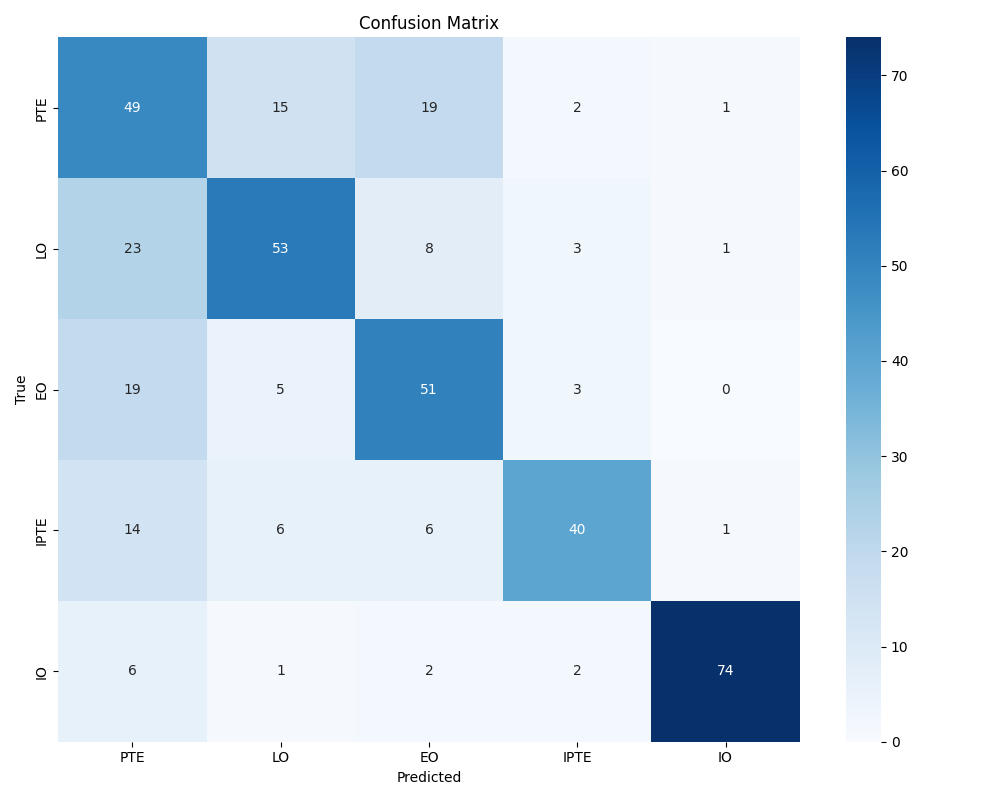 Confusion Matrix
PTE 49 15 19 2 1
LO 23 53 8 3 1
EO 19 5 51 3 0
IPTE 14 6 6 40 1
IO 6 1 2 2 74
PTE LO EO IPTE IO
Predicted
True
70
60
50
40
30
20
10
0